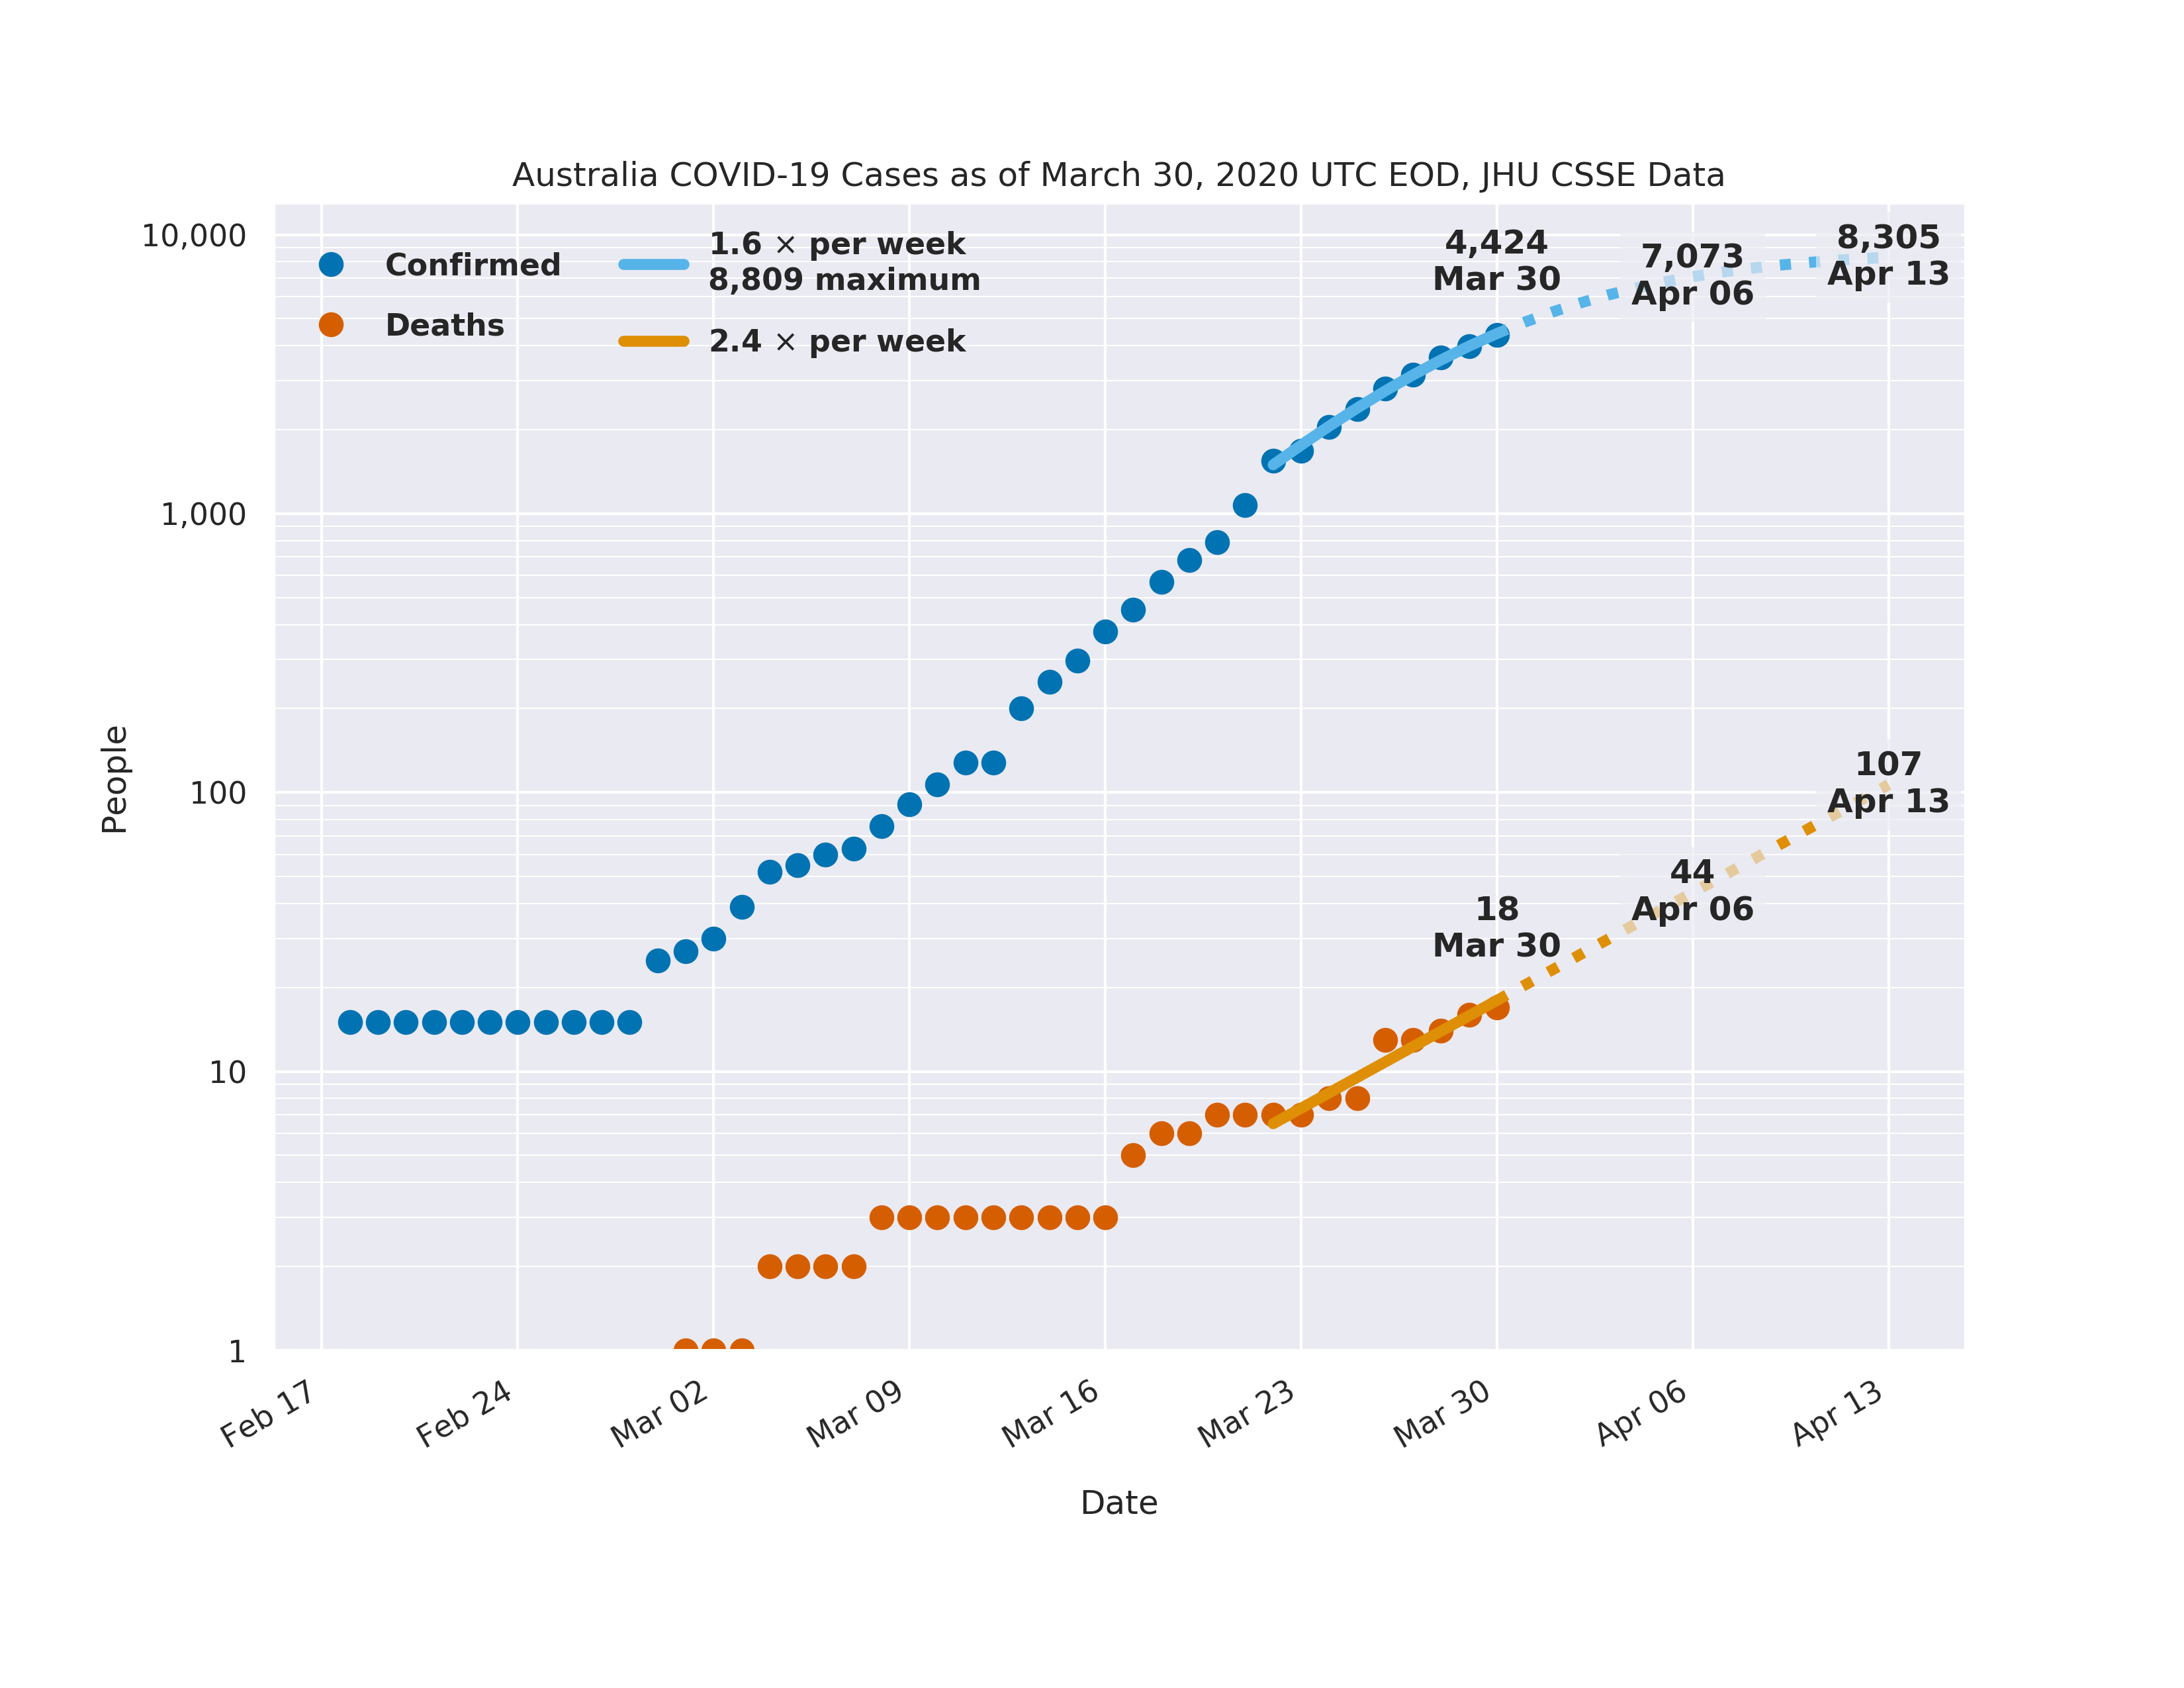 Australia COVID-19 Cases as of March 30, 2020 UTC EOD, JHU CSSE Data
10,000
1,000
100
10
1
People
Confirmed
Deaths
1.6 × per week
8,809 maximum
2.4 × per week
4,424
Mar 30
7,073
Apr 06
8,305
Apr 13
107
Apr 13
44
Apr 06
18
Mar 30
Feb 17
Feb 24
Mar 02
Mar 09
Mar 16
Mar 23
Mar 30
Apr 06
Apr 13
Date